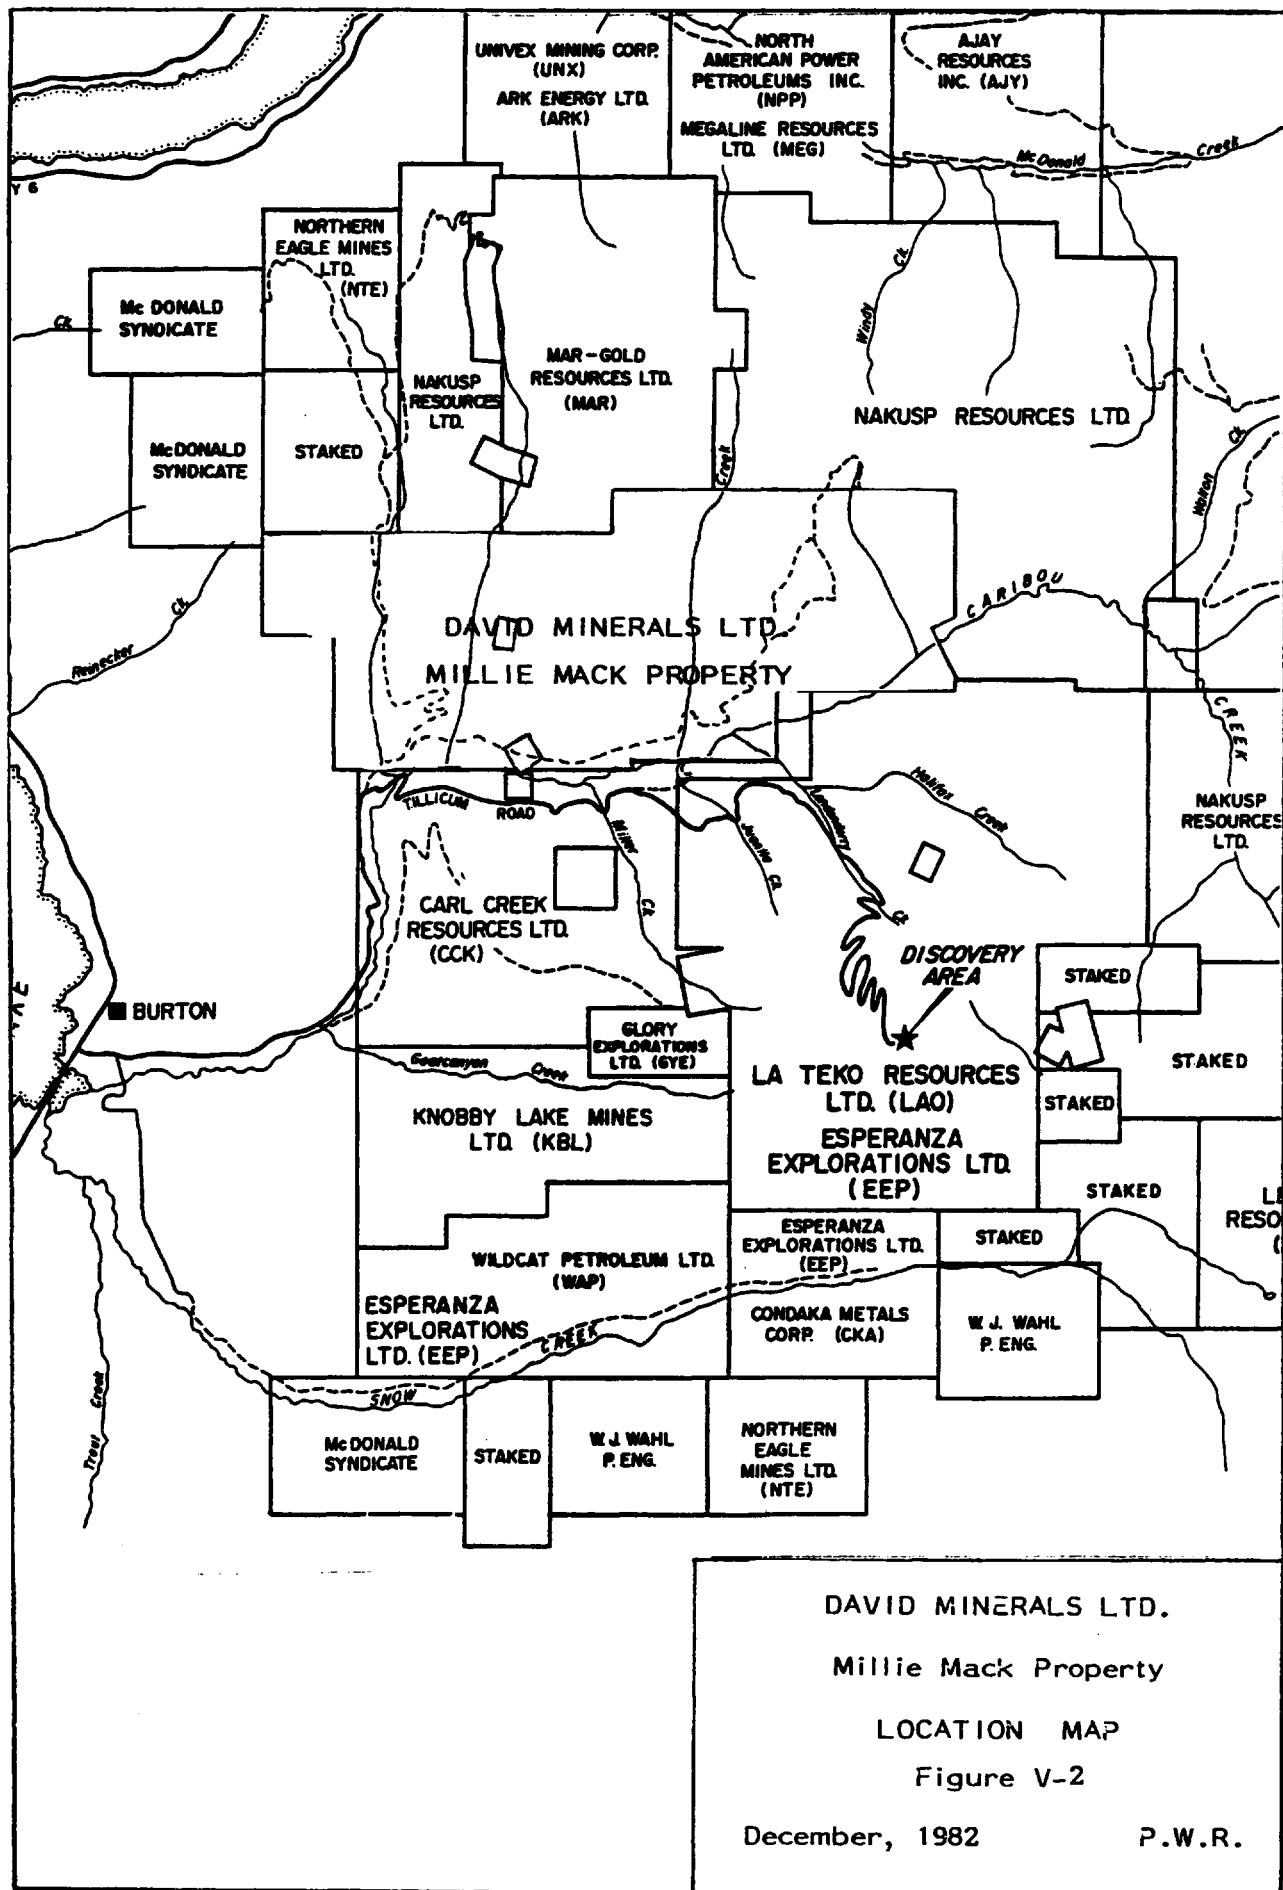 UNIVEX MINING CORP.
(UNX)
ARK ENERGY LTD.
(ARK)
NORTH
AMERICAN POWER
PETROLEUMS INC.
(NPP)
MEGALINE RESOURCES
LTD. (MEG)
AJAY
RESOURCES
INC. (AJY)
McDonald Creek
Y 6
NORTHERN
EAGLE MINES
LTD.
(NTE)
Mc DONALD
SYNDICATE
Ck
MAR-GOLD
RESOURCES LTD.
(MAR)
NAKUSP
RESOURCES
LTD.
Windy Ck
NAKUSP RESOURCES LTD.
McDONALD
SYNDICATE
STAKED
Creek
Walton Ck
CARIBOU
CREEK
Reinecker Ck
DAVID MINERALS LTD.
MILLIE MACK PROPERTY
TILLICUM
ROAD
Miller Ck
Juanita Ck
Londonderry Ck
Halifax Creek
NAKUSP
RESOURCES
LTD.
CARL CREEK
RESOURCES LTD.
(CCK)
DISCOVERY
AREA
STAKED
BURTON
GLORY
EXPLORATIONS
LTD. (GYE)
Goatcanyon Creek
LA TEKO RESOURCES
LTD. (LAO)
ESPERANZA
EXPLORATIONS LTD.
(EEP)
STAKED
STAKED
KNOBBY LAKE MINES
LTD. (KBL)
STAKED
RESO
WILDCAT PETROLEUM LTD.
(WAP)
ESPERANZA
EXPLORATIONS LTD.
(EEP)
STAKED
ESPERANZA
EXPLORATIONS
LTD. (EEP)
CONDAKA METALS
CORP. (CKA)
W. J. WAHL
P. ENG.
SNOW CREEK
Trout Creek
McDONALD
SYNDICATE
STAKED
W. J. WAHL
P. ENG.
NORTHERN
EAGLE
MINES LTD.
(NTE)
DAVID MINERALS LTD.
Millie Mack Property
LOCATION MAP
Figure V-2
December, 1982 P.W.R.